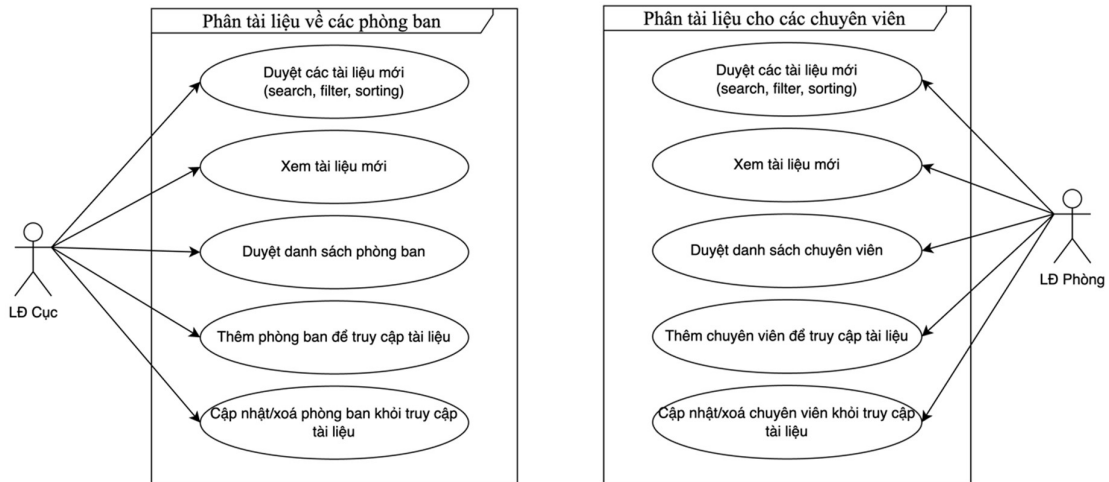 Phân tài liệu về các phòng ban
Duyệt các tài liệu mới
(search, filter, sorting)
Xem tài liệu mới
Duyệt danh sách phòng ban
Thêm phòng ban để truy cập tài liệu
Cập nhật/xoá phòng ban khỏi truy cập
tài liệu
LĐ Cục
Phân tài liệu cho các chuyên viên
Duyệt các tài liệu mới
(search, filter, sorting)
Xem tài liệu mới
Duyệt danh sách chuyên viên
Thêm chuyên viên để truy cập tài liệu
Cập nhật/xoá chuyên viên khỏi truy cập
tài liệu
LĐ Phòng